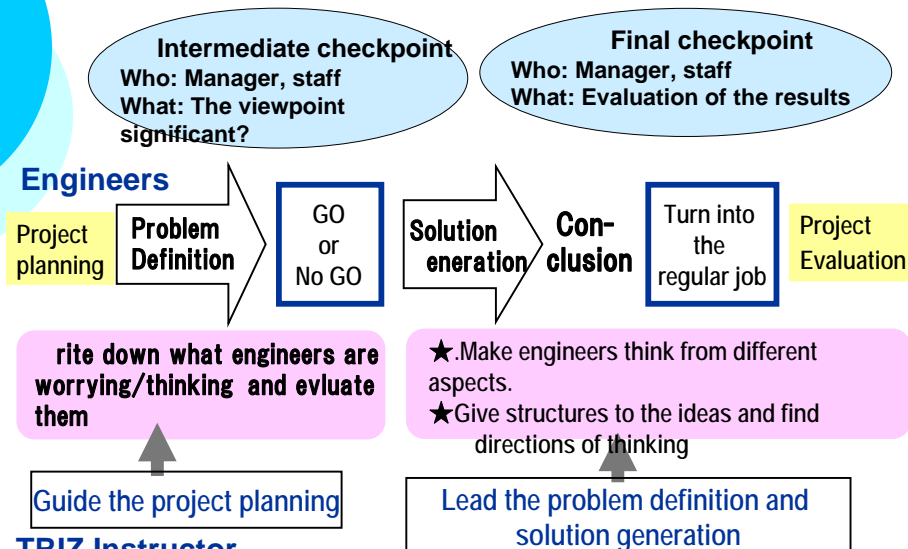 Intermediate checkpoint
Who: Manager, staff
What: The viewpoint
significant?
Final checkpoint
Who: Manager, staff
What: Evaluation of the results
Engineers
Project
planning
Problem
Definition
GO
or
No GO
Solution
eneration
Con-
clusion
Turn into
the
regular job
Project
Evaluation
rite down what engineers are
worrying/thinking and evluate
them
★.Make engineers think from different
aspects.
★Give structures to the ideas and find
directions of thinking
Guide the project planning
Lead the problem definition and
solution generation
TRIZ Instructor